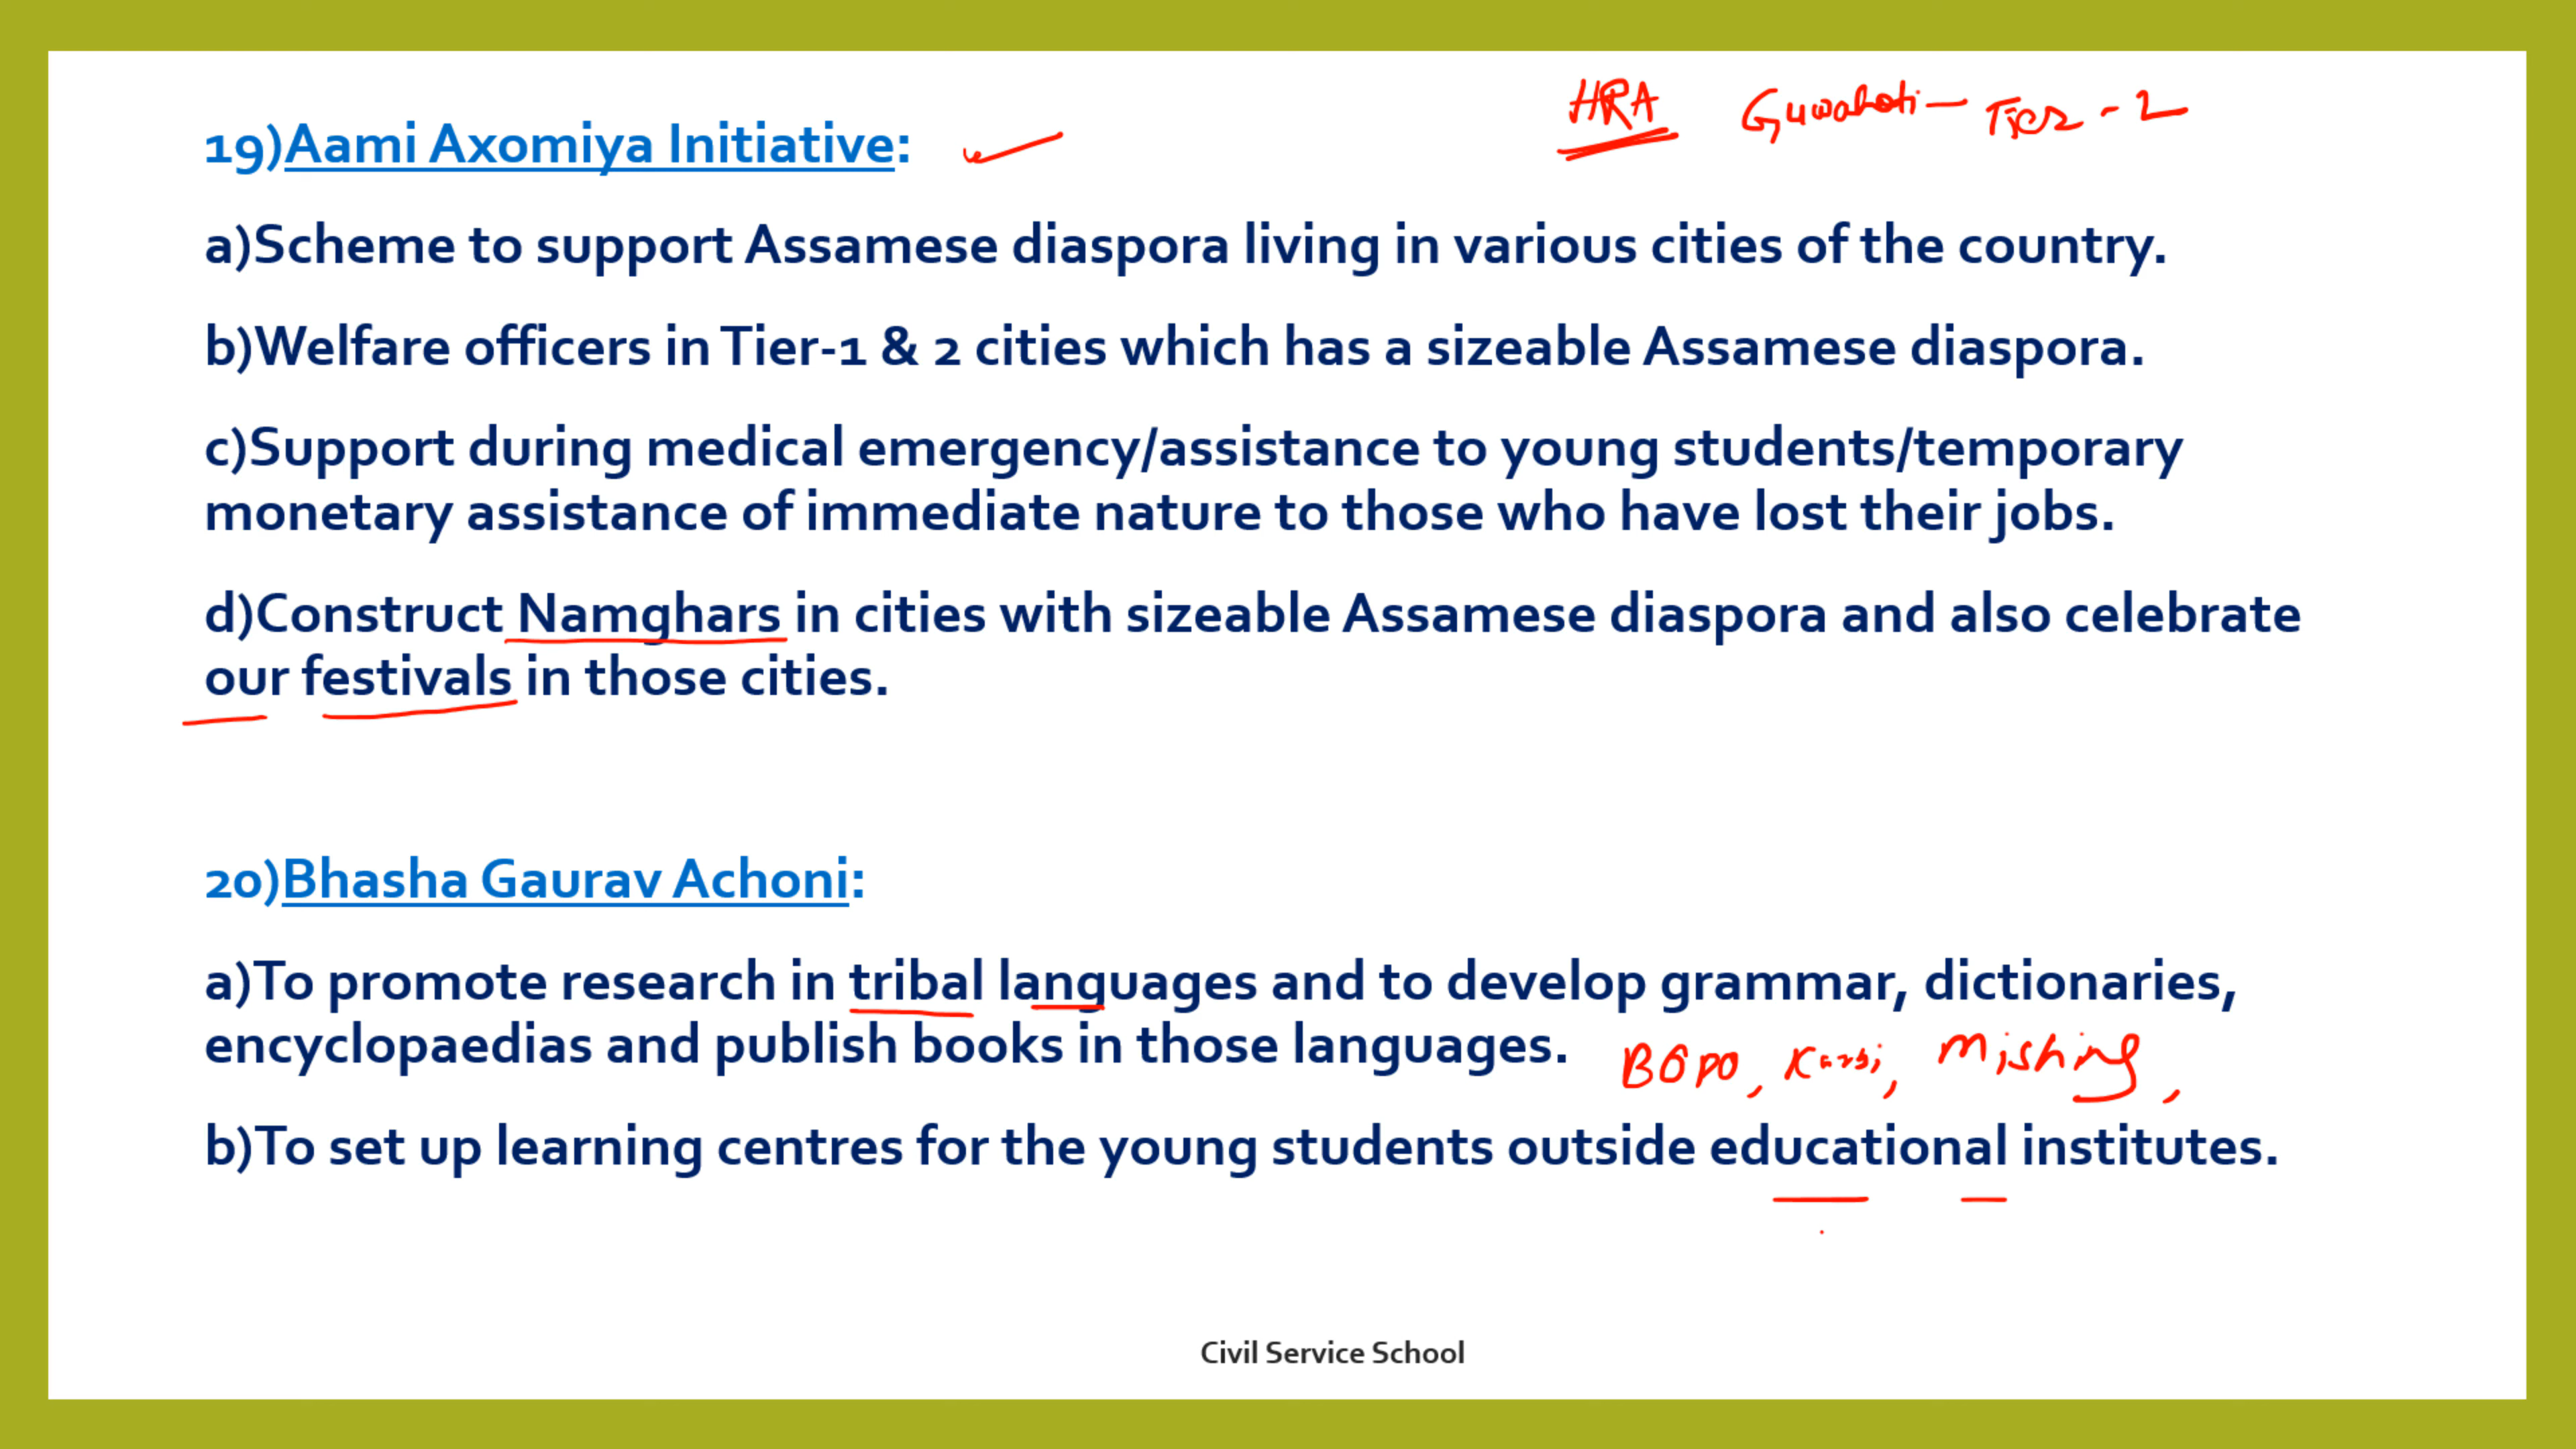 HRA Guwahati - Tier - 2
19)Aami Axomiya Initiative:
a)Scheme to support Assamese diaspora living in various cities of the country.
b)Welfare officers in Tier-1 & 2 cities which has a sizeable Assamese diaspora.
c)Support during medical emergency/assistance to young students/temporary
monetary assistance of immediate nature to those who have lost their jobs.
d)Construct Namghars in cities with sizeable Assamese diaspora and also celebrate
our festivals in those cities.
20)Bhasha Gaurav Achoni:
a)To promote research in tribal languages and to develop grammar, dictionaries,
encyclopaedias and publish books in those languages.
BODO, Karbi, Mishing,
b)To set up learning centres for the young students outside educational institutes.
Civil Service School